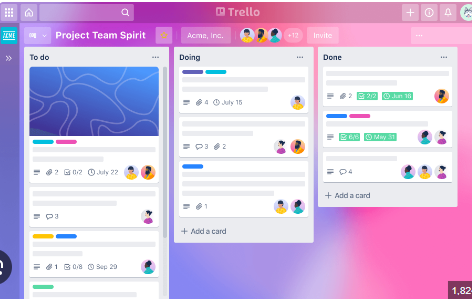 Trello
Project Team Spirit
Acme, Inc.
+12
Invite
ACME
To do
2 0/2 July 22
3
1 0/8 Sep 29
Doing
4 July 15
3 2
1
+ Add a card
Done
2 2/2 Jun 16
6/6 May 31
4
+ Add a card
1,82